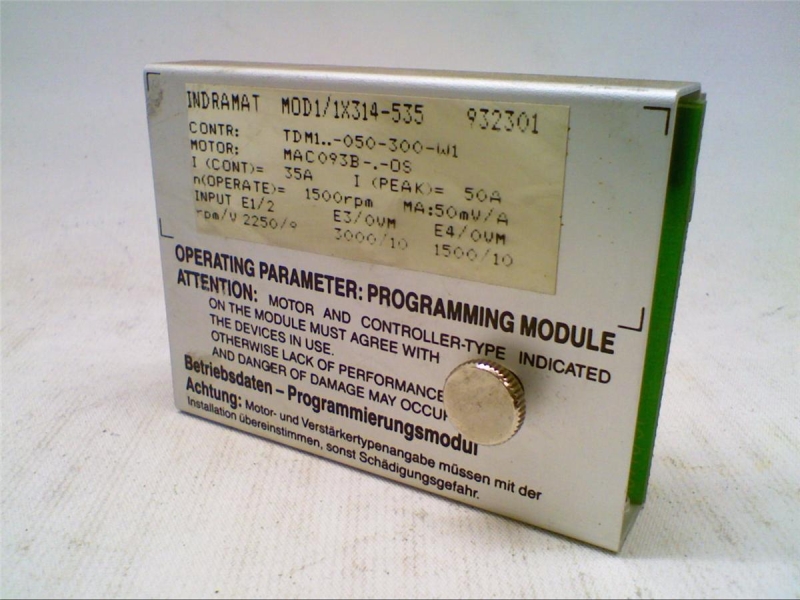 INDRAMAT MOD1/1X314-535 932301
CONTR: TDM1..-050-300-W1
MOTOR: MAC093B-.-OS
I (CONT)= 35A I (PEAK)= 50A
n(OPERATE)= 1500rpm MA:50mV/A
INPUT E1/2 E3/0VM E4/0VM
rpm/V 2250/9 3000/10 1500/10
OPERATING PARAMETER: PROGRAMMING MODULE
ATTENTION: MOTOR AND CONTROLLER-TYPE INDICATED
ON THE MODULE MUST AGREE WITH
THE DEVICES IN USE.
OTHERWISE LACK OF PERFORMANCE
AND DANGER OF DAMAGE MAY OCCUR
Betriebsdaten – Programmierungsmodul
Achtung: Motor- und Verstärkertypenangabe müssen mit der
Installation übereinstimmen, sonst Schädigungsgefahr.